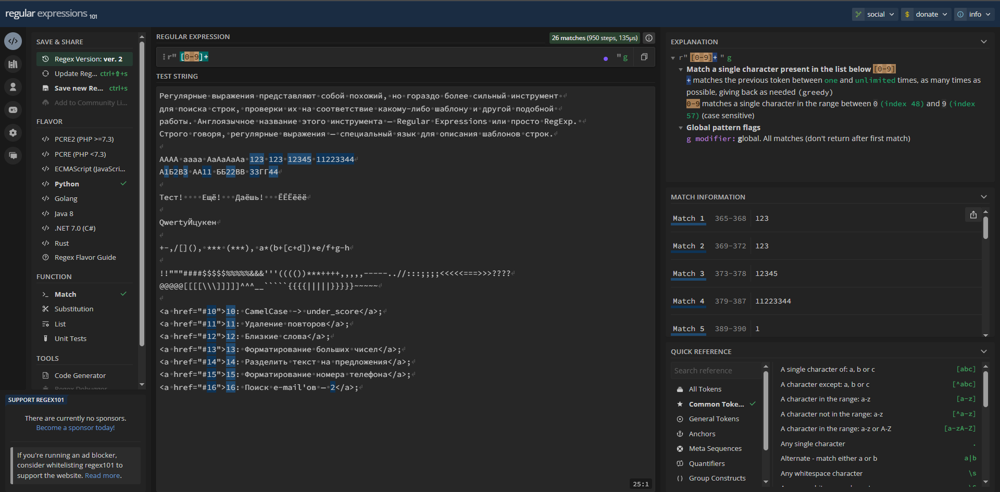 regular expressions 101
social
donate
info
SAVE & SHARE
Regex Version: ver. 2
Update Reg... ctrl+⇧+s
Save new Re... ctrl+s
Add to Community Li...
FLAVOR
PCRE2 (PHP >=7.3)
PCRE (PHP <7.3)
ECMAScript (JavaScri...
Python
Golang
Java 8
.NET 7.0 (C#)
Rust
Regex Flavor Guide
FUNCTION
Match
Substitution
List
Unit Tests
TOOLS
Code Generator
Regex Debugger
SUPPORT REGEX101
There are currently no sponsors.
Become a sponsor today!
If you're running an ad blocker,
consider whitelisting regex101 to
support the website. Read more.
REGULAR EXPRESSION
26 matches (950 steps, 135μs)
r" [0-9]+ " g
TEST STRING
Регулярные выражения представляют собой похожий, но гораздо более сильный инструмент
для поиска строк, проверки их на соответствие какому-либо шаблону и другой подобной
работы. Англоязычное название этого инструмента — Regular Expressions или просто RegExp.
Строго говоря, регулярные выражения — специальный язык для описания шаблонов строк.
АААА аааа АаАаАаАа 123 123 12345 11223344
А1Б2В3 АА11 ББ22ВВ 33ГГ44
Тест! Ещё! Даёшь! ЁЁЁёёё
QwertyЙцукен
+-,/[](), *** (***), a*(b+[c+d])*e/f+g-h
!!"""####$$$$$%%%%%&&&'''(((())***++++,,,,,-----..//:::;;;;<<<<<===>>>????
@@@@@[[[[\\\]]]]]^^^__`````{{{{|||||}}}}}~~~~~
<a href="#10">10: CamelCase -> under_score</a>;
<a href="#11">11: Удаление повторов</a>;
<a href="#12">12: Близкие слова</a>;
<a href="#13">13: Форматирование больших чисел</a>;
<a href="#14">14: Разделить текст на предложения</a>;
<a href="#15">15: Форматирование номера телефона</a>;
<a href="#16">16: Поиск e-mail'ов — 2</a>;
25:1
EXPLANATION
r" [0-9]+ " g
Match a single character present in the list below [0-9]
+ matches the previous token between one and unlimited times, as many times as
possible, giving back as needed (greedy)
0-9 matches a single character in the range between 0 (index 48) and 9 (index
57) (case sensitive)
Global pattern flags
g modifier: global. All matches (don't return after first match)
MATCH INFORMATION
Match 1 365-368 123
Match 2 369-372 123
Match 3 373-378 12345
Match 4 379-387 11223344
Match 5 389-390 1
QUICK REFERENCE
Search reference
All Tokens
Common Toke...
General Tokens
Anchors
Meta Sequences
Quantifiers
Group Constructs
A single character of: a, b or c [abc]
A character except: a, b or c [^abc]
A character in the range: a-z [a-z]
A character not in the range: a-z [^a-z]
A character in the range: a-z or A-Z [a-zA-Z]
Any single character .
Alternate - match either a or b a|b
Any whitespace character \s